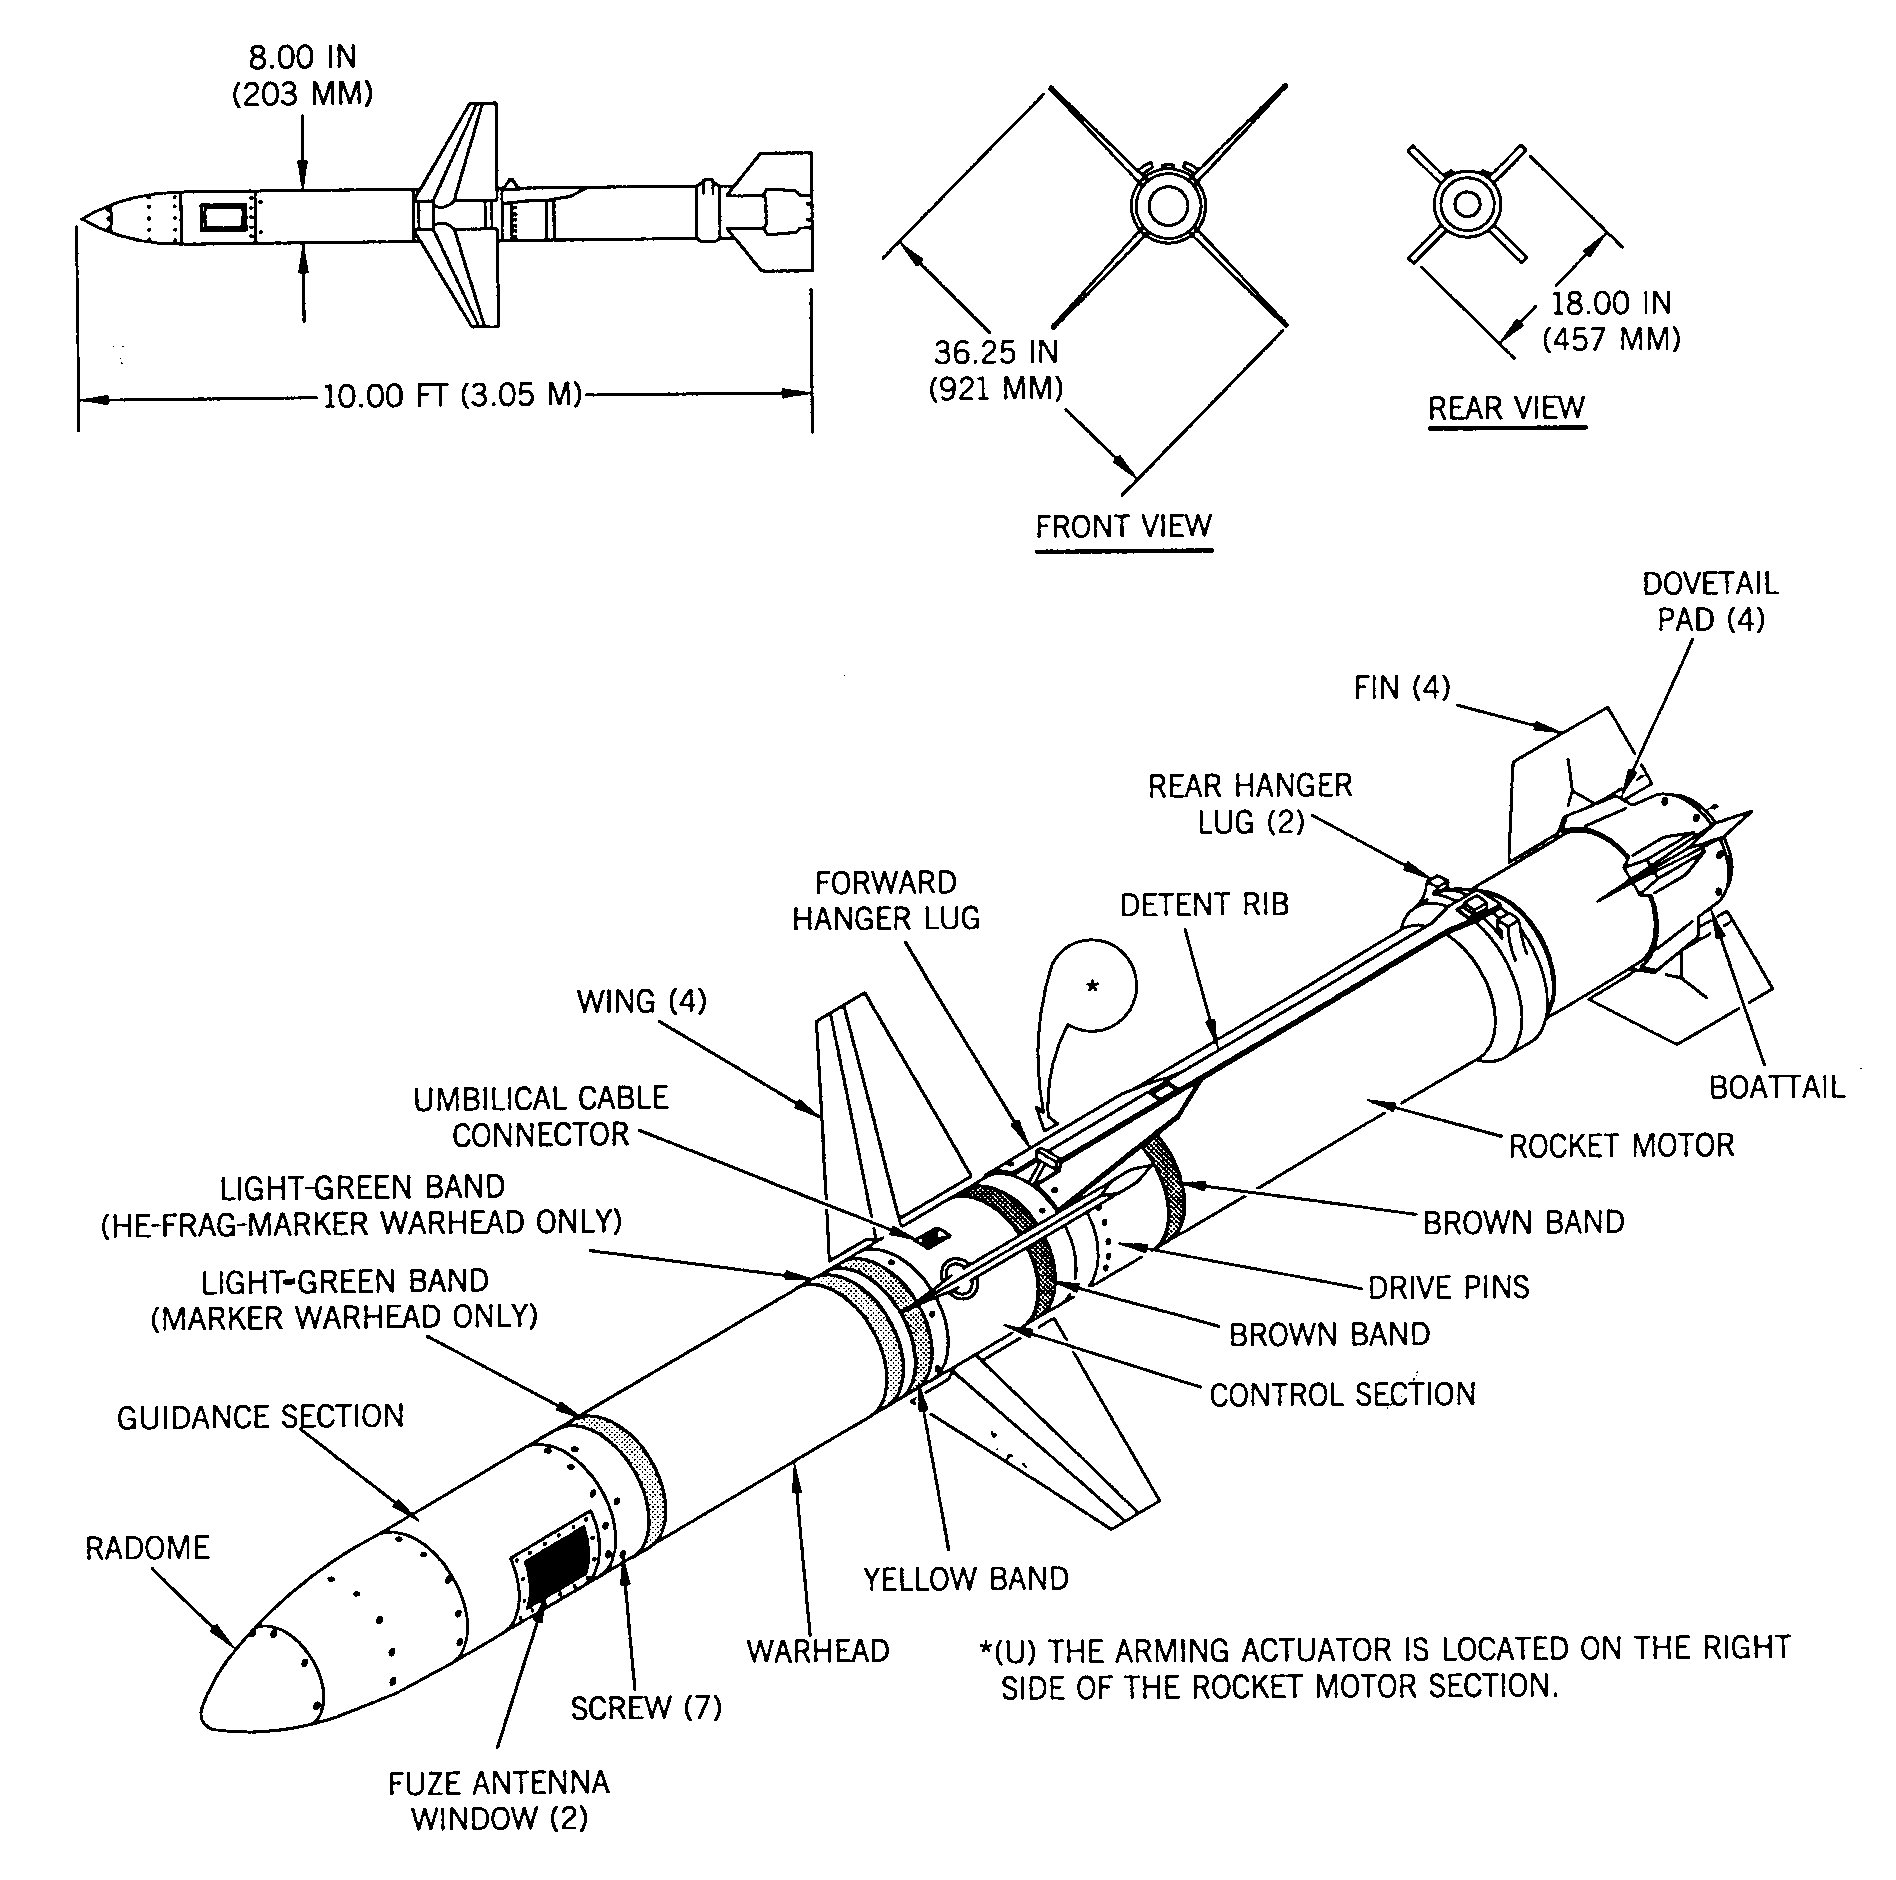 8.00 IN
(203 MM)
10.00 FT (3.05 M)
36.25 IN
(921 MM)
FRONT VIEW
18.00 IN
(457 MM)
REAR VIEW
DOVETAIL
PAD (4)
FIN (4)
REAR HANGER
LUG (2)
FORWARD
HANGER LUG
DETENT RIB
*
WING (4)
UMBILICAL CABLE
CONNECTOR
BOATTAIL
ROCKET MOTOR
LIGHT-GREEN BAND
(HE-FRAG-MARKER WARHEAD ONLY)
BROWN BAND
LIGHT-GREEN BAND
(MARKER WARHEAD ONLY)
DRIVE PINS
BROWN BAND
CONTROL SECTION
GUIDANCE SECTION
RADOME
YELLOW BAND
WARHEAD
SCREW (7)
FUZE ANTENNA
WINDOW (2)
*(U) THE ARMING ACTUATOR IS LOCATED ON THE RIGHT
SIDE OF THE ROCKET MOTOR SECTION.